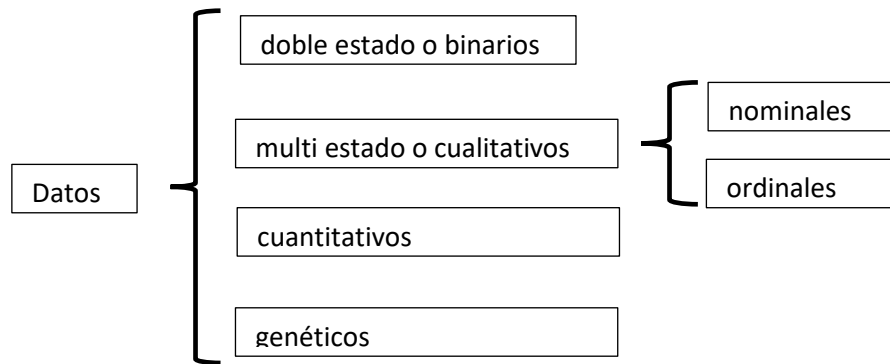 Datos
doble estado o binarios
multi estado o cualitativos
nominales
ordinales
cuantitativos
genéticos